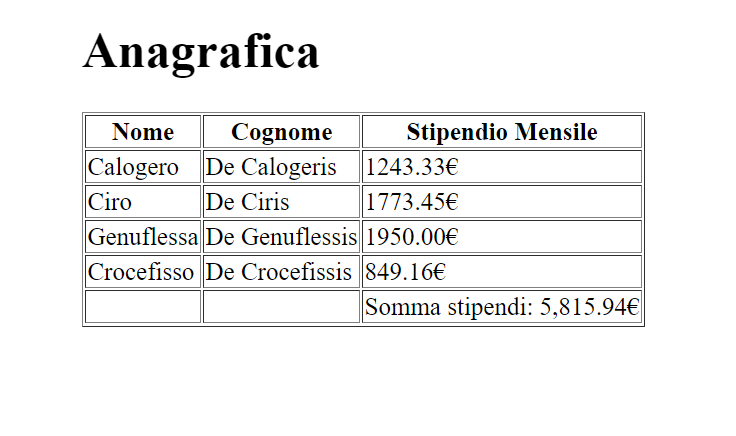 Anagrafica
Nome Cognome Stipendio Mensile
Calogero De Calogeris 1243.33€
Ciro De Ciris 1773.45€
Genuflessa De Genuflessis 1950.00€
Crocefisso De Crocefissis 849.16€
Somma stipendi: 5,815.94€